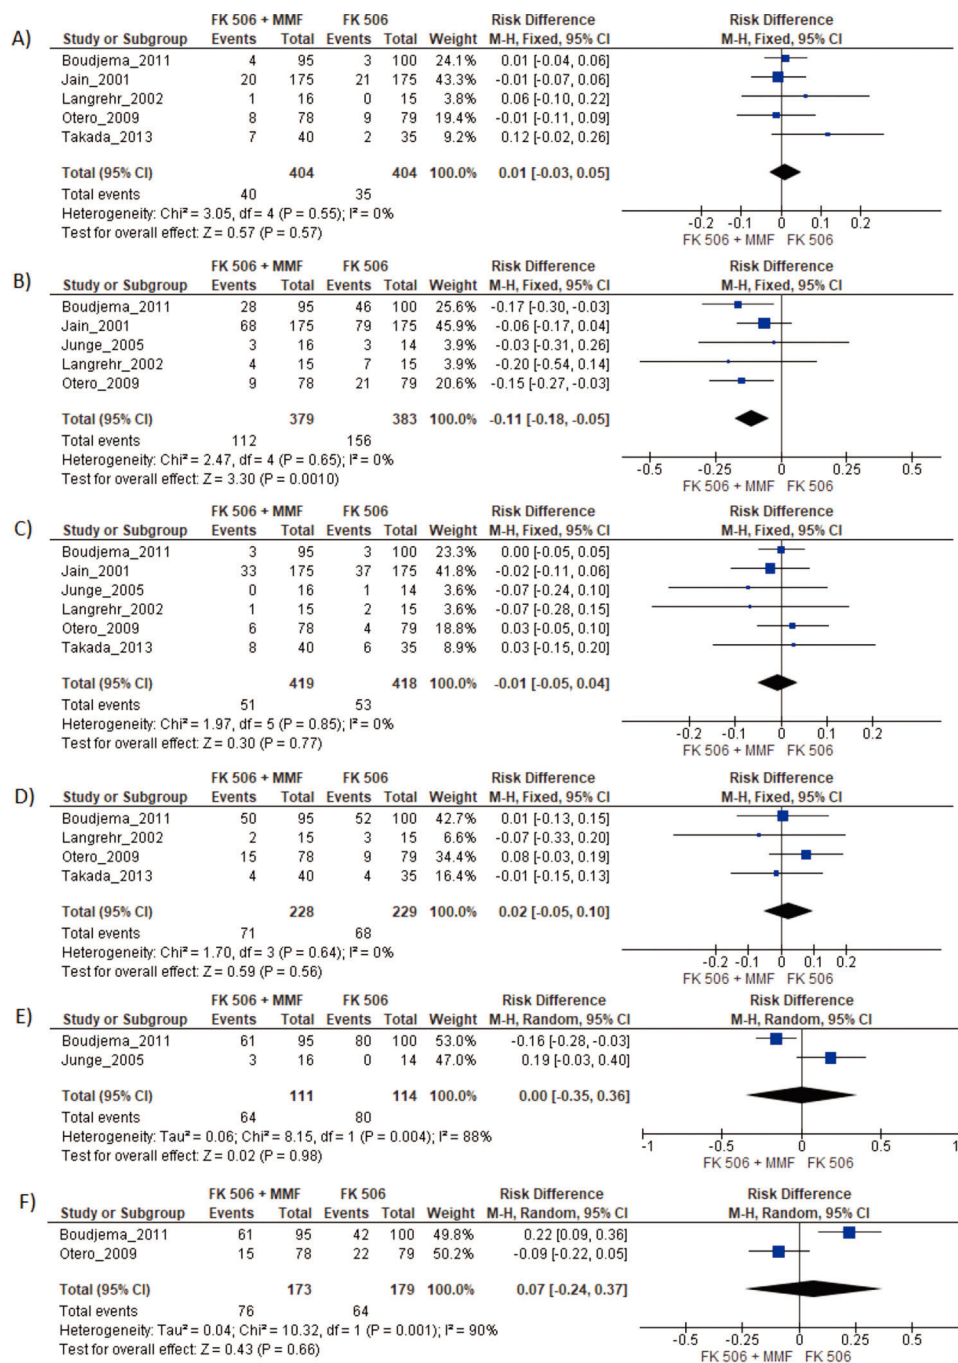 A)
FK 506 + MMF FK 506 Risk Difference Risk Difference
Study or Subgroup Events Total Events Total Weight M-H, Fixed, 95% CI M-H, Fixed, 95% CI
Boudjema_2011 4 95 3 100 24.1% 0.01 [-0.04, 0.06]
Jain_2001 20 175 21 175 43.3% -0.01 [-0.07, 0.06]
Langrehr_2002 1 16 0 15 3.8% 0.06 [-0.10, 0.22]
Otero_2009 8 78 9 79 19.4% -0.01 [-0.11, 0.09]
Takada_2013 7 40 2 35 9.2% 0.12 [-0.02, 0.26]
Total (95% CI) 404 404 100.0% 0.01 [-0.03, 0.05]
Total events 40 35
Heterogeneity: Chi² = 3.05, df = 4 (P = 0.55); I² = 0%
Test for overall effect: Z = 0.57 (P = 0.57)
-0.2 -0.1 0 0.1 0.2
FK 506 + MMF FK 506
B)
FK 506 + MMF FK 506 Risk Difference Risk Difference
Study or Subgroup Events Total Events Total Weight M-H, Fixed, 95% CI M-H, Fixed, 95% CI
Boudjema_2011 28 95 46 100 25.6% -0.17 [-0.30, -0.03]
Jain_2001 68 175 79 175 45.9% -0.06 [-0.17, 0.04]
Junge_2005 3 16 3 14 3.9% -0.03 [-0.31, 0.26]
Langrehr_2002 4 15 7 15 3.9% -0.20 [-0.54, 0.14]
Otero_2009 9 78 21 79 20.6% -0.15 [-0.27, -0.03]
Total (95% CI) 379 383 100.0% -0.11 [-0.18, -0.05]
Total events 112 156
Heterogeneity: Chi² = 2.47, df = 4 (P = 0.65); I² = 0%
Test for overall effect: Z = 3.30 (P = 0.0010)
-0.5 -0.25 0 0.25 0.5
FK 506 + MMF FK 506
C)
FK 506 + MMF FK 506 Risk Difference Risk Difference
Study or Subgroup Events Total Events Total Weight M-H, Fixed, 95% CI M-H, Fixed, 95% CI
Boudjema_2011 3 95 3 100 23.3% 0.00 [-0.05, 0.05]
Jain_2001 33 175 37 175 41.8% -0.02 [-0.11, 0.06]
Junge_2005 0 16 1 14 3.6% -0.07 [-0.24, 0.10]
Langrehr_2002 1 15 2 15 3.6% -0.07 [-0.28, 0.15]
Otero_2009 6 78 4 79 18.8% 0.03 [-0.05, 0.10]
Takada_2013 8 40 6 35 8.9% 0.03 [-0.15, 0.20]
Total (95% CI) 419 418 100.0% -0.01 [-0.05, 0.04]
Total events 51 53
Heterogeneity: Chi² = 1.97, df = 5 (P = 0.85); I² = 0%
Test for overall effect: Z = 0.30 (P = 0.77)
-0.2 -0.1 0 0.1 0.2
FK 506 + MMF FK 506
D)
FK 506 + MMF FK 506 Risk Difference Risk Difference
Study or Subgroup Events Total Events Total Weight M-H, Fixed, 95% CI M-H, Fixed, 95% CI
Boudjema_2011 50 95 52 100 42.7% 0.01 [-0.13, 0.15]
Langrehr_2002 2 15 3 15 6.6% -0.07 [-0.33, 0.20]
Otero_2009 15 78 9 79 34.4% 0.08 [-0.03, 0.19]
Takada_2013 4 40 4 35 16.4% -0.01 [-0.15, 0.13]
Total (95% CI) 228 229 100.0% 0.02 [-0.05, 0.10]
Total events 71 68
Heterogeneity: Chi² = 1.70, df = 3 (P = 0.64); I² = 0%
Test for overall effect: Z = 0.59 (P = 0.56)
-0.2 -0.1 0 0.1 0.2
FK 506 + MMF FK 506
E)
FK 506 + MMF FK 506 Risk Difference Risk Difference
Study or Subgroup Events Total Events Total Weight M-H, Random, 95% CI M-H, Random, 95% CI
Boudjema_2011 61 95 80 100 53.0% -0.16 [-0.28, -0.03]
Junge_2005 3 16 0 14 47.0% 0.19 [-0.03, 0.40]
Total (95% CI) 111 114 100.0% 0.00 [-0.35, 0.36]
Total events 64 80
Heterogeneity: Tau² = 0.06; Chi² = 8.15, df = 1 (P = 0.004); I² = 88%
Test for overall effect: Z = 0.02 (P = 0.98)
-1 -0.5 0 0.5 1
FK 506 + MMF FK 506
F)
FK 506 + MMF FK 506 Risk Difference Risk Difference
Study or Subgroup Events Total Events Total Weight M-H, Random, 95% CI M-H, Random, 95% CI
Boudjema_2011 61 95 42 100 49.8% 0.22 [0.09, 0.36]
Otero_2009 15 78 22 79 50.2% -0.09 [-0.22, 0.05]
Total (95% CI) 173 179 100.0% 0.07 [-0.24, 0.37]
Total events 76 64
Heterogeneity: Tau² = 0.04; Chi² = 10.32, df = 1 (P = 0.001); I² = 90%
Test for overall effect: Z = 0.43 (P = 0.66)
-0.5 -0.25 0 0.25 0.5
FK 506 + MMF FK 506